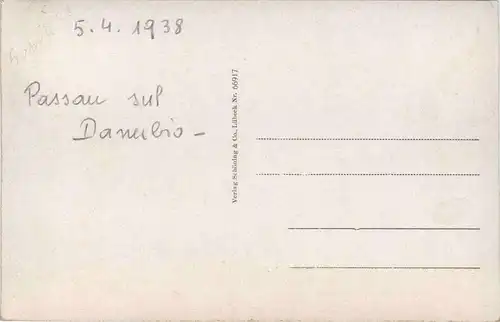 5.4.1938
Passau sul
Danubio -
Verlag Schöning & Co., Lübeck Nr. 66917